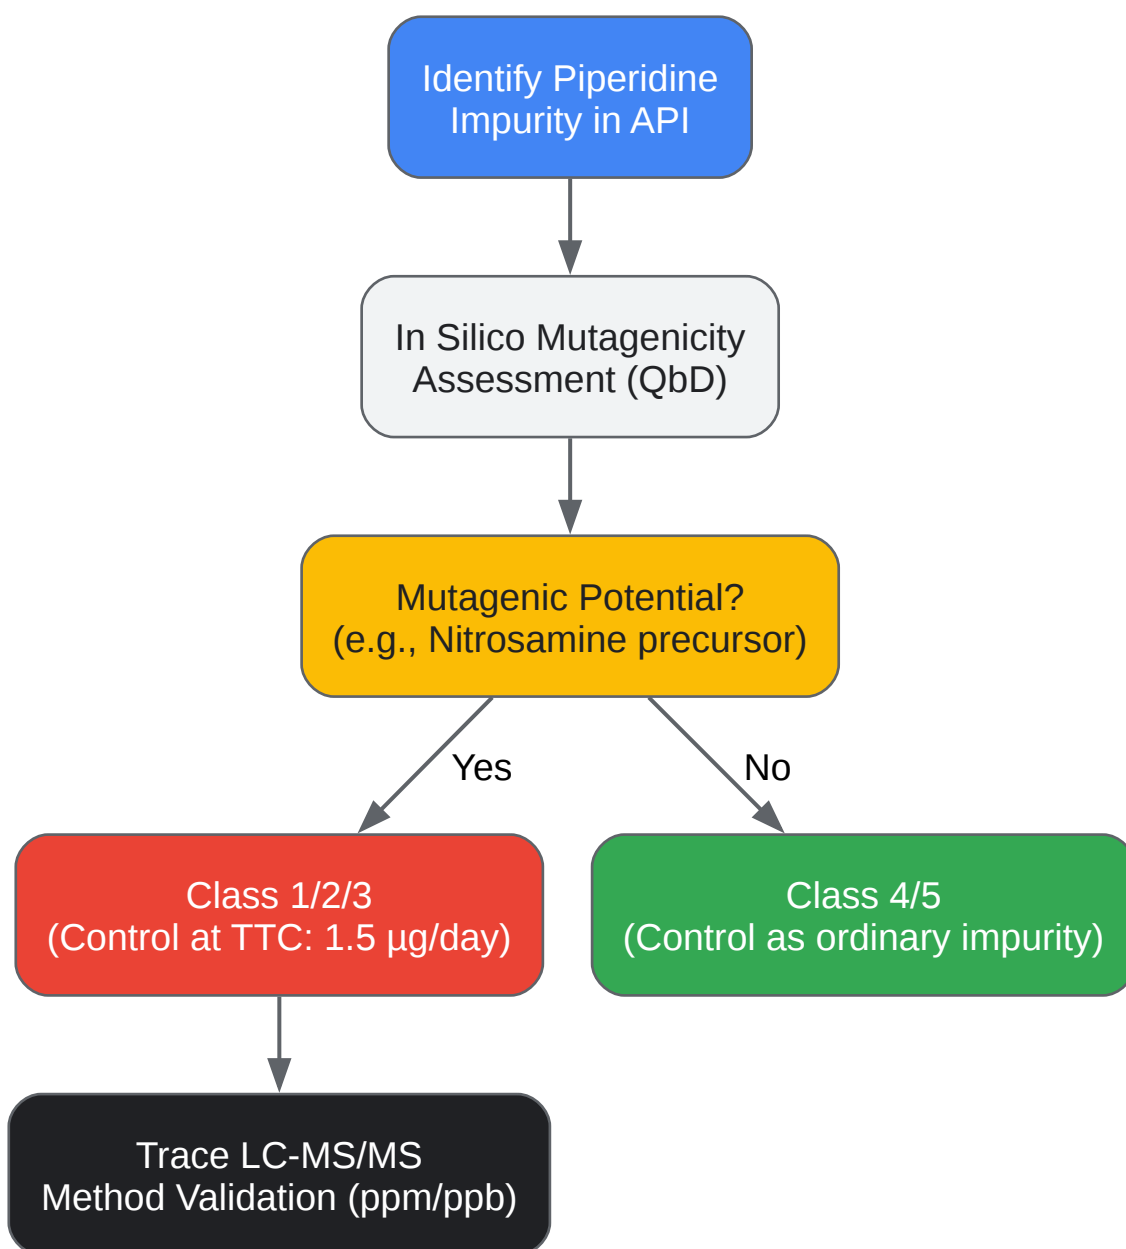 Identify Piperidine
Impurity in API
In Silico Mutagenicity
Assessment (QbD)
Mutagenic Potential?
(e.g., Nitrosamine precursor)
Yes
No
Class 1/2/3
(Control at TTC: 1.5 µg/day)
Class 4/5
(Control as ordinary impurity)
Trace LC-MS/MS
Method Validation (ppm/ppb)